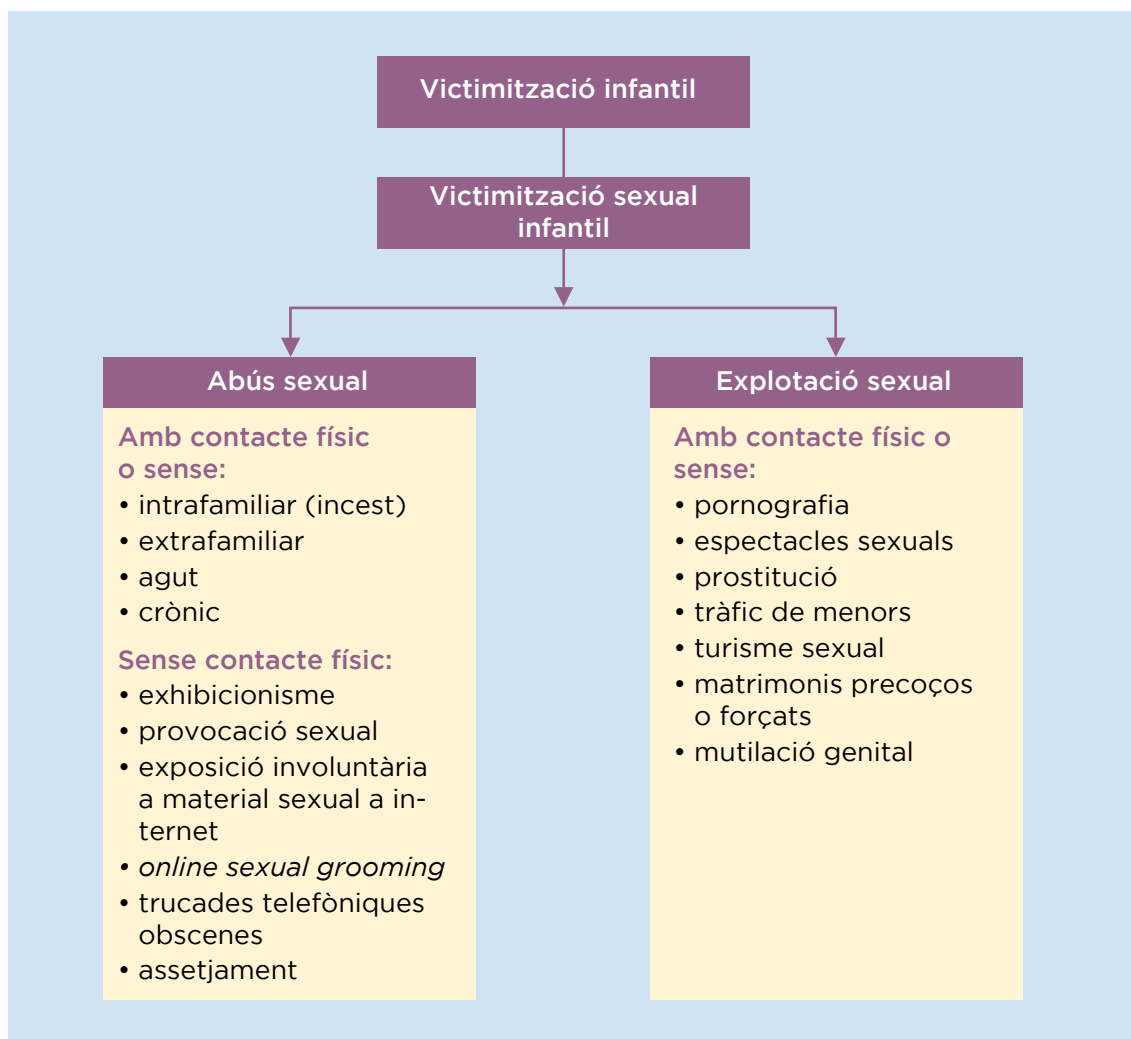 Victimització infantil
Victimització sexual
infantil
Abús sexual
Amb contacte físic
o sense:
• intrafamiliar (incest)
• extrafamiliar
• agut
• crònic
Sense contacte físic:
• exhibicionisme
• provocació sexual
• exposició involuntària
a material sexual a in-
ternet
• online sexual grooming
• trucades telefòniques
obscenes
• assetjament
Explotació sexual
Amb contacte físic o
sense:
• pornografia
• espectacles sexuals
• prostitució
• tràfic de menors
• turisme sexual
• matrimonis precoços
o forçats
• mutilació genital